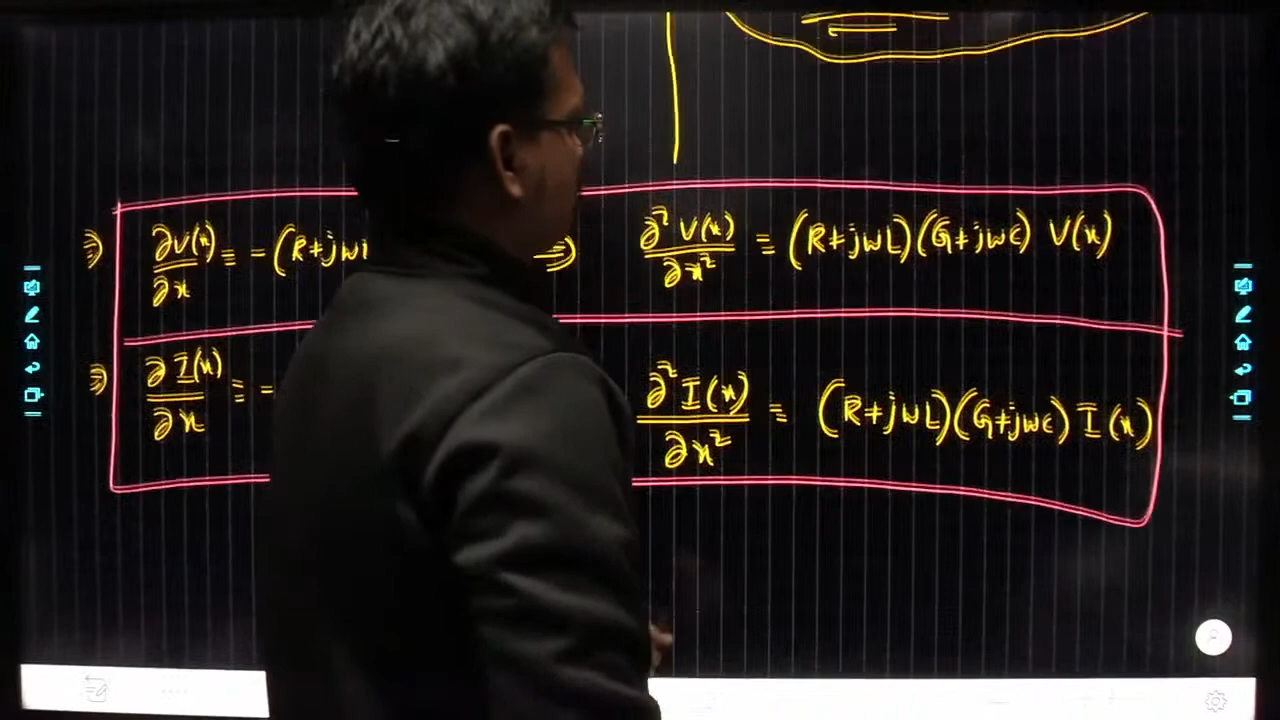 ⇒ ∂V(x)/∂x = -(R+jωL
⇒ ∂²V(x)/∂x² = (R+jωL)(G+jωC) V(x)
⇒ ∂I(x)/∂x = -
∂²I(x)/∂x² = (R+jωL)(G+jωC) I(x)